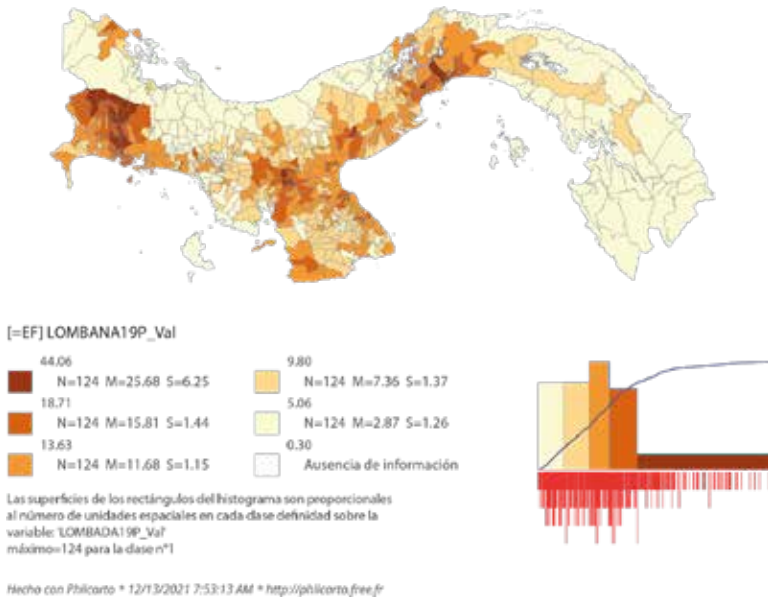 [=EF] LOMBANA19P_Val
44.06
N=124 M=25.68 S=6.25
18.71
N=124 M=15.81 S=1.44
13.63
N=124 M=11.68 S=1.15
9.80
N=124 M=7.36 S=1.37
5.06
N=124 M=2.87 S=1.26
0.30
Ausencia de información
Las superficies de los rectángulos del histograma son proporcionales
al número de unidades espaciales en cada clase definidad sobre la
variable: 'LOMBADA19P_Val'
máximo=124 para la clase n°1
Hecho con Philcarto * 12/13/2021 7:53:13 AM * http://philcarto.free.fr